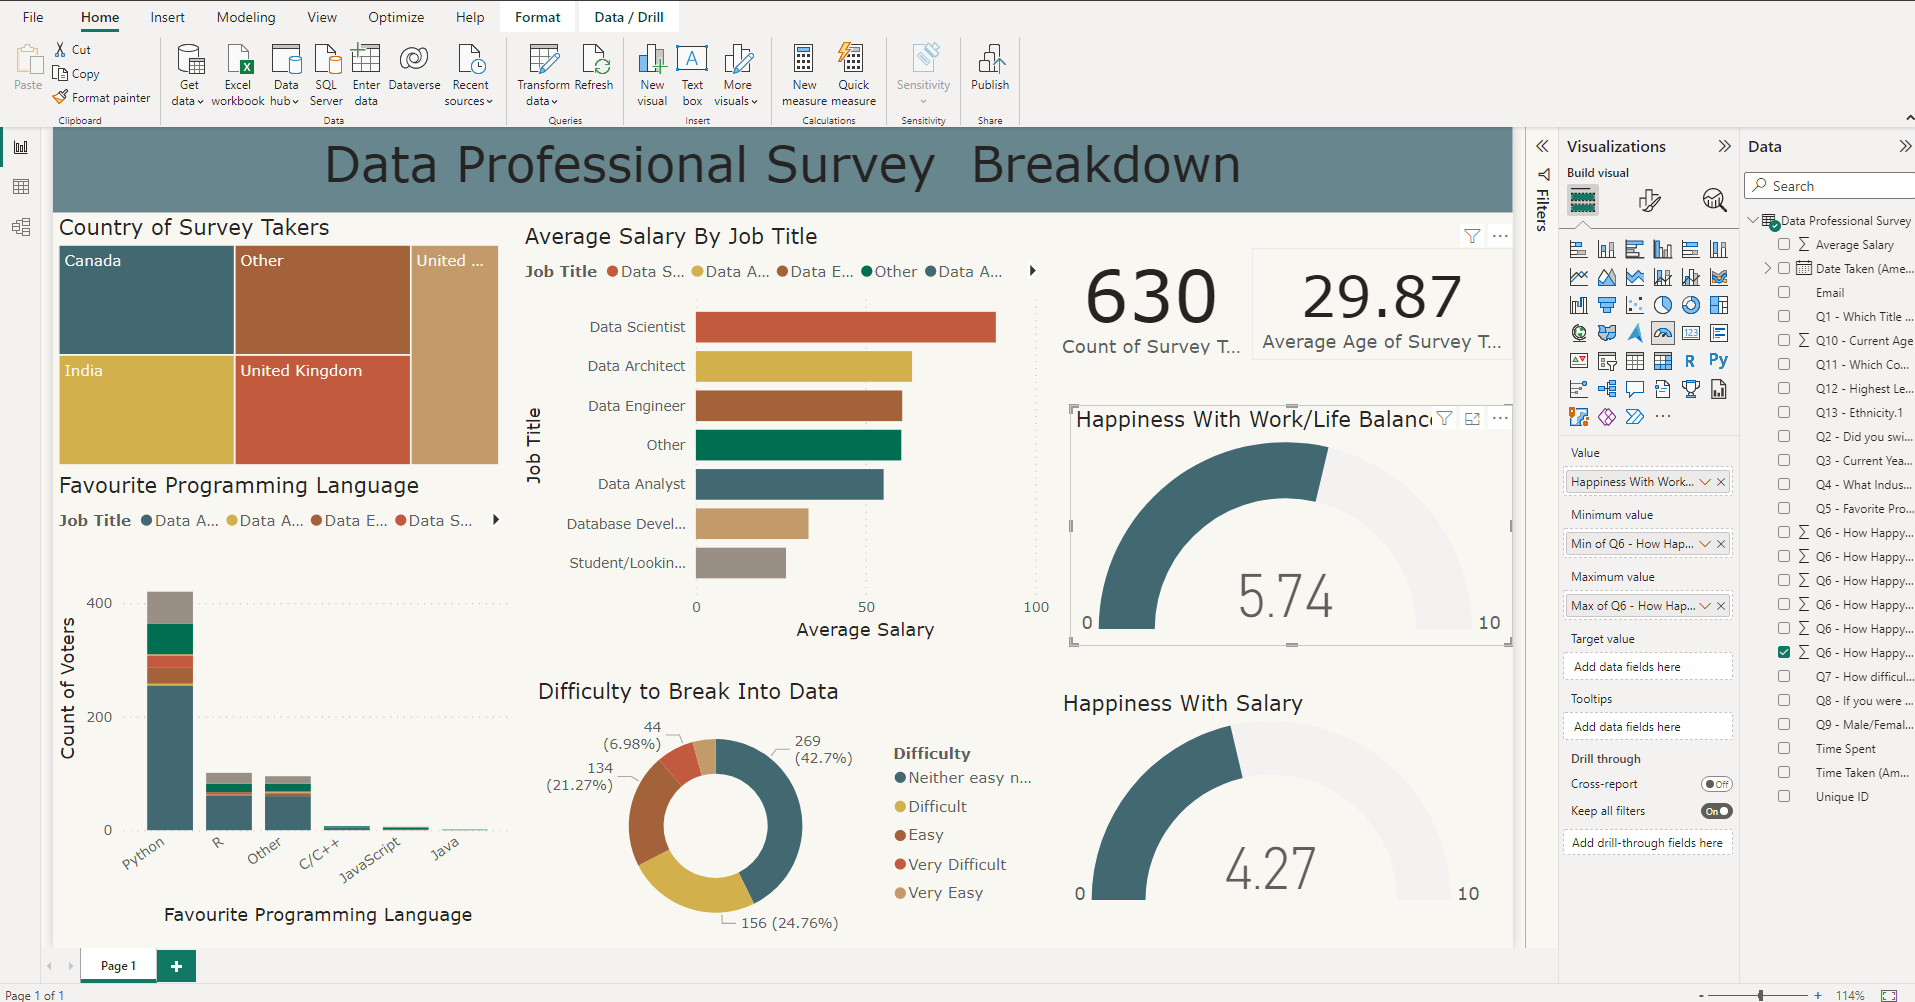 File Home Insert Modeling View Optimize Help Format Data / Drill
Paste
Cut
Copy
Format painter
Clipboard
Get data
Excel workbook
Data hub
SQL Server
Enter data
Dataverse
Recent sources
Data
Transform data
Refresh
Queries
New visual
Text box
More visuals
Insert
New measure
Quick measure
Calculations
Sensitivity
Sensitivity
Publish
Share
Data Professional Survey Breakdown
Country of Survey Takers
Canada
Other
United ...
India
United Kingdom
Favourite Programming Language
Job Title Data A... Data A... Data E... Data S...
Count of Voters
400
200
0
Python
R
Other
C/C++
JavaScript
Java
Favourite Programming Language
Average Salary By Job Title
Job Title Data S... Data A... Data E... Other Data A...
Job Title
Data Scientist
Data Architect
Data Engineer
Other
Data Analyst
Database Devel...
Student/Lookin...
0 50 100
Average Salary
Difficulty to Break Into Data
44
(6.98%)
134
(21.27%)
269
(42.7%)
156 (24.76%)
Difficulty
Neither easy n...
Difficult
Easy
Very Difficult
Very Easy
630
Count of Survey T...
29.87
Average Age of Survey T...
Happiness With Work/Life Balance
5.74
0 10
Happiness With Salary
4.27
0 10
Filters
Visualizations
Build visual
R
Py
123
Value
Happiness With Work...
Minimum value
Min of Q6 - How Hap...
Maximum value
Max of Q6 - How Hap...
Target value
Add data fields here
Tooltips
Add data fields here
Drill through
Cross-report Off
Keep all filters On
Add drill-through fields here
Data
Search
Data Professional Survey
Average Salary
Date Taken (Ame...
Email
Q1 - Which Title ...
Q10 - Current Age
Q11 - Which Co...
Q12 - Highest Le...
Q13 - Ethnicity.1
Q2 - Did you swi...
Q3 - Current Yea...
Q4 - What Indus...
Q5 - Favorite Pro...
Q6 - How Happy...
Q6 - How Happy...
Q6 - How Happy...
Q6 - How Happy...
Q6 - How Happy...
Q6 - How Happy...
Q7 - How difficul...
Q8 - If you were ...
Q9 - Male/Femal...
Time Spent
Time Taken (Am...
Unique ID
Page 1
Page 1 of 1
- + 114%